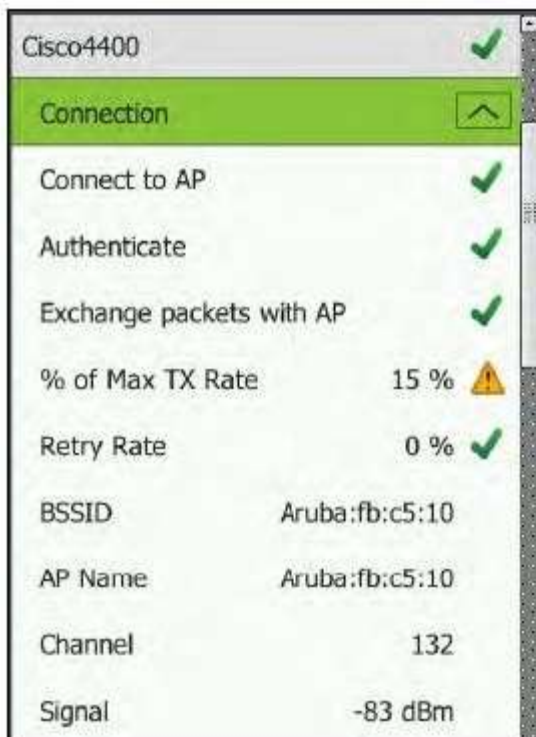 Cisco4400
Connection
Connect to AP
Authenticate
Exchange packets with AP
% of Max TX Rate 15 %
Retry Rate 0 %
BSSID Aruba:fb:c5:10
AP Name Aruba:fb:c5:10
Channel 132
Signal -83 dBm